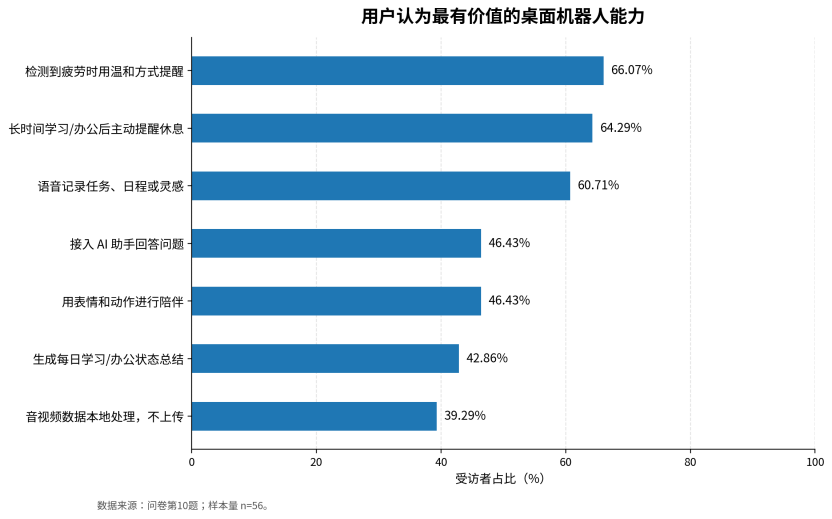 用户认为最有价值的桌面机器人能力
检测到疲劳时用温和方式提醒 66.07%
长时间学习/办公后主动提醒休息 64.29%
语音记录任务、日程或灵感 60.71%
接入 AI 助手回答问题 46.43%
用表情和动作进行陪伴 46.43%
生成每日学习/办公状态总结 42.86%
音视频数据本地处理，不上传 39.29%
0 20 40 60 80 100
受访者占比（%）
数据来源：问卷第10题；样本量 n=56。